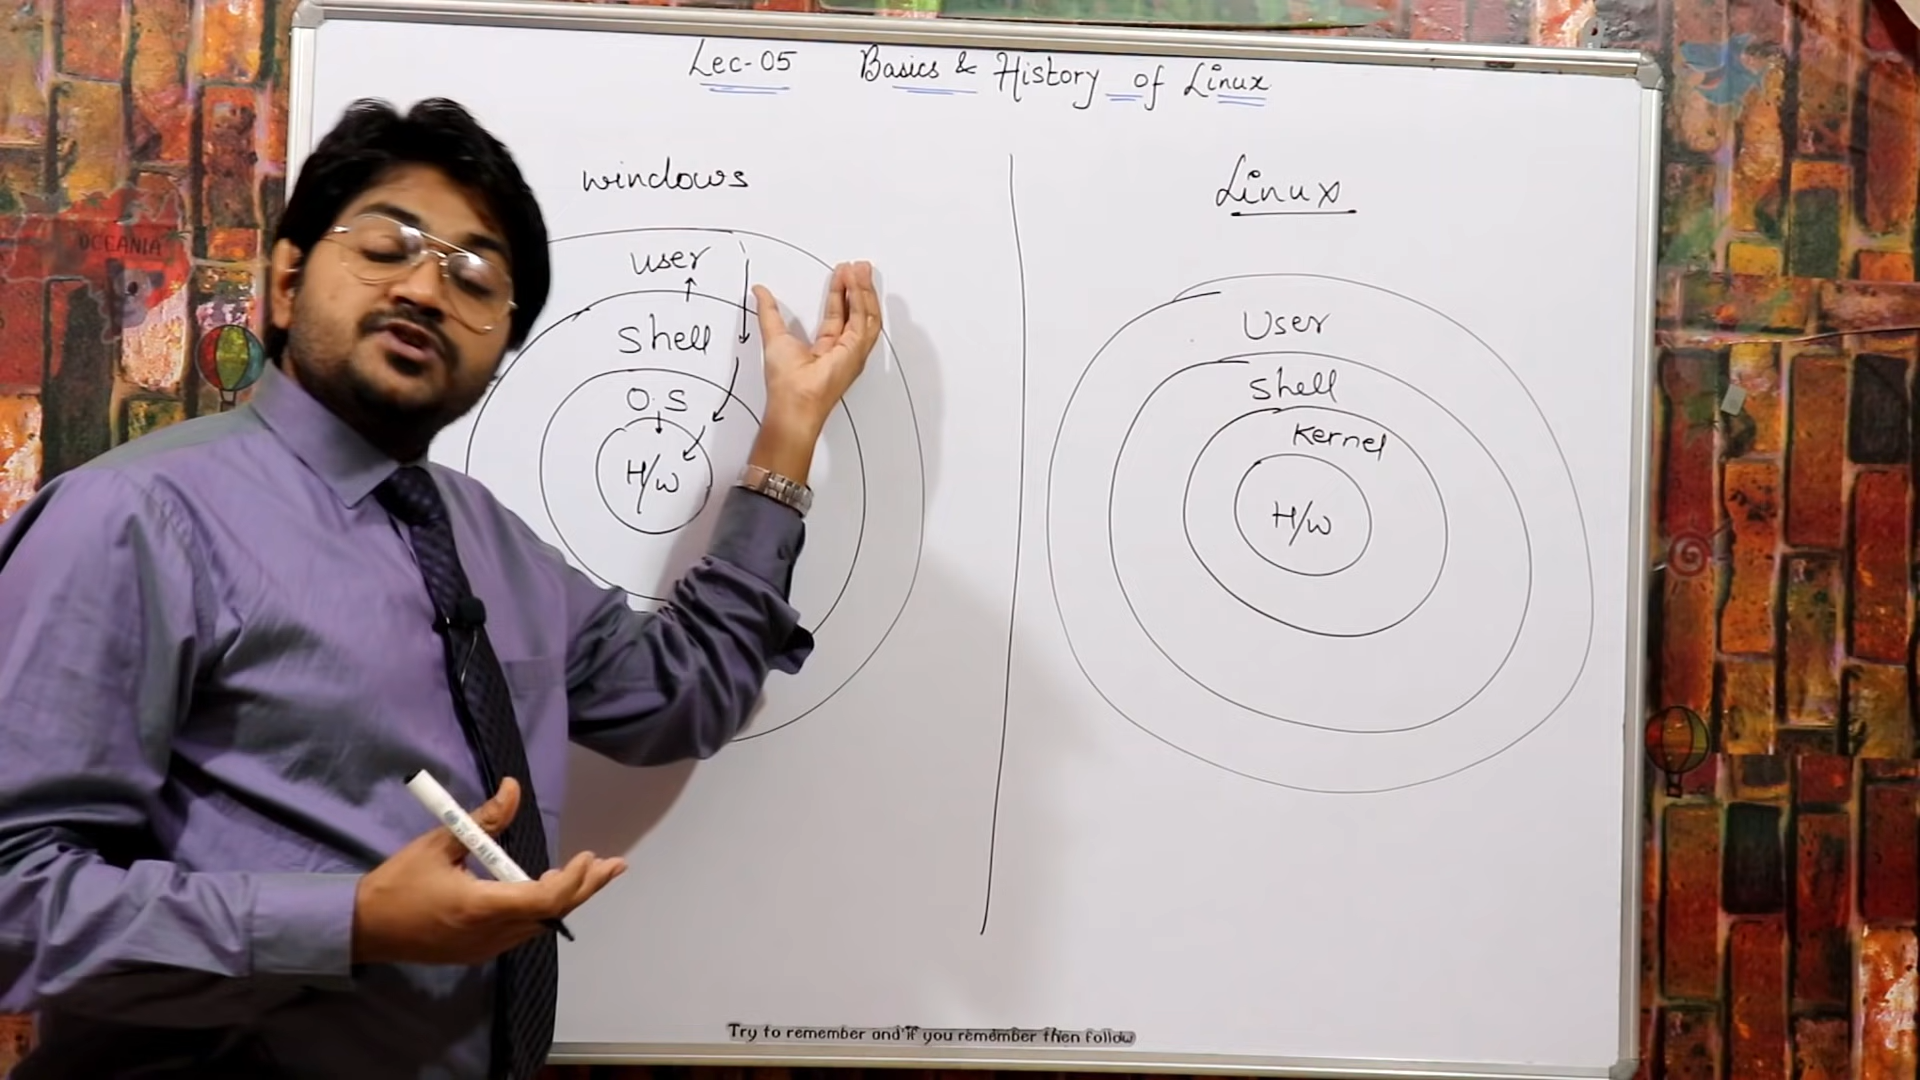 Lec-05 Basics & History of Linux
windows
user
Shell
O.S
H/w
Linux
User
Shell
Kernel
H/w
OCEANIA
Try to remember and if you remember then follow